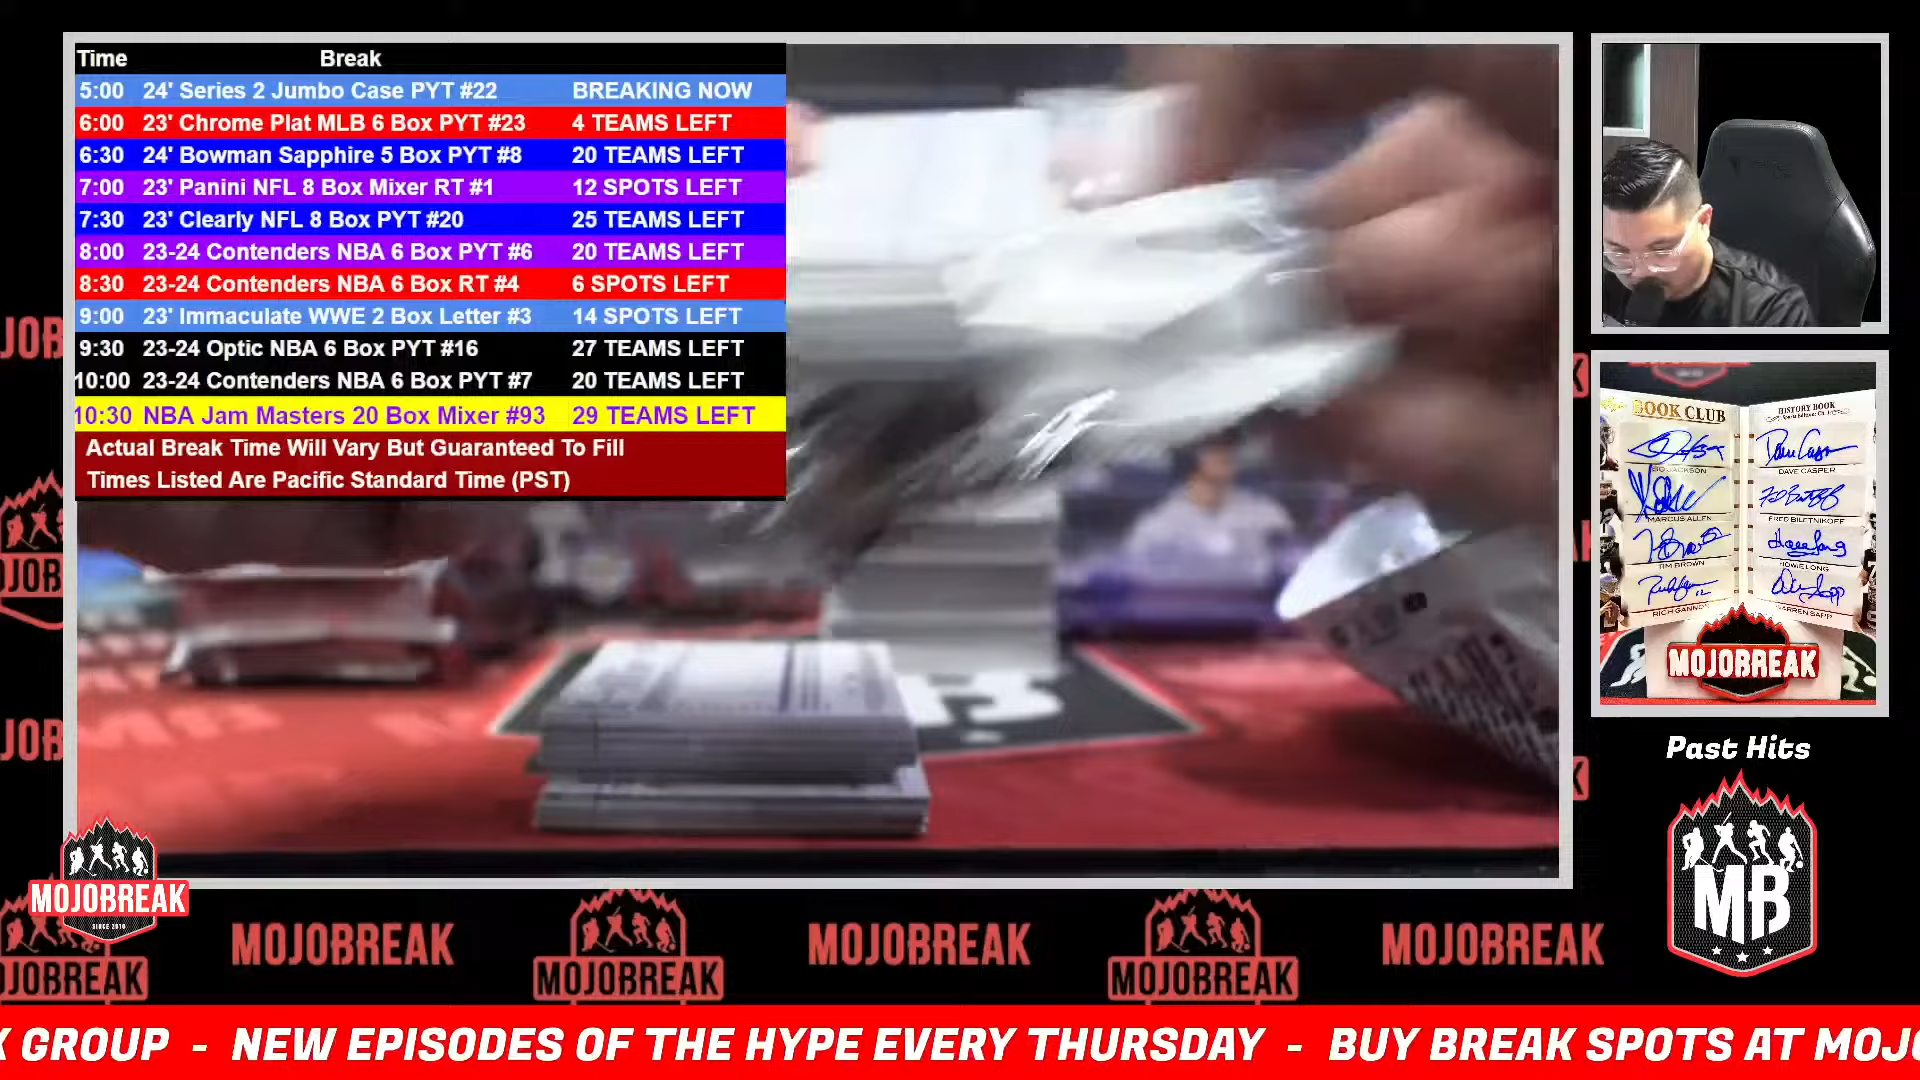 Time Break
5:00 24' Series 2 Jumbo Case PYT #22 BREAKING NOW
6:00 23' Chrome Plat MLB 6 Box PYT #23 4 TEAMS LEFT
6:30 24' Bowman Sapphire 5 Box PYT #8 20 TEAMS LEFT
7:00 23' Panini NFL 8 Box Mixer RT #1 12 SPOTS LEFT
7:30 23' Clearly NFL 8 Box PYT #20 25 TEAMS LEFT
8:00 23-24 Contenders NBA 6 Box PYT #6 20 TEAMS LEFT
8:30 23-24 Contenders NBA 6 Box RT #4 6 SPOTS LEFT
9:00 23' Immaculate WWE 2 Box Letter #3 14 SPOTS LEFT
9:30 23-24 Optic NBA 6 Box PYT #16 27 TEAMS LEFT
10:00 23-24 Contenders NBA 6 Box PYT #7 20 TEAMS LEFT
10:30 NBA Jam Masters 20 Box Mixer #93 29 TEAMS LEFT
Actual Break Time Will Vary But Guaranteed To Fill
Times Listed Are Pacific Standard Time (PST)
BOOK CLUB
HISTORY BOOK
BO JACKSON
DAVE CASPER
MARCUS ALLEN
FRED BILETNIKOFF
TIM BROWN
HOWIE LONG
RICH GANNON
WARREN SAPP
MOJOBREAK
Past Hits
MB
MOJOBREAK
SINCE 2010
MOJOBREAK
MOJOBREAK
MOJOBREAK
MOJOBREAK
MOJOBREAK
JOBREAK
K GROUP - NEW EPISODES OF THE HYPE EVERY THURSDAY - BUY BREAK SPOTS AT MOJO